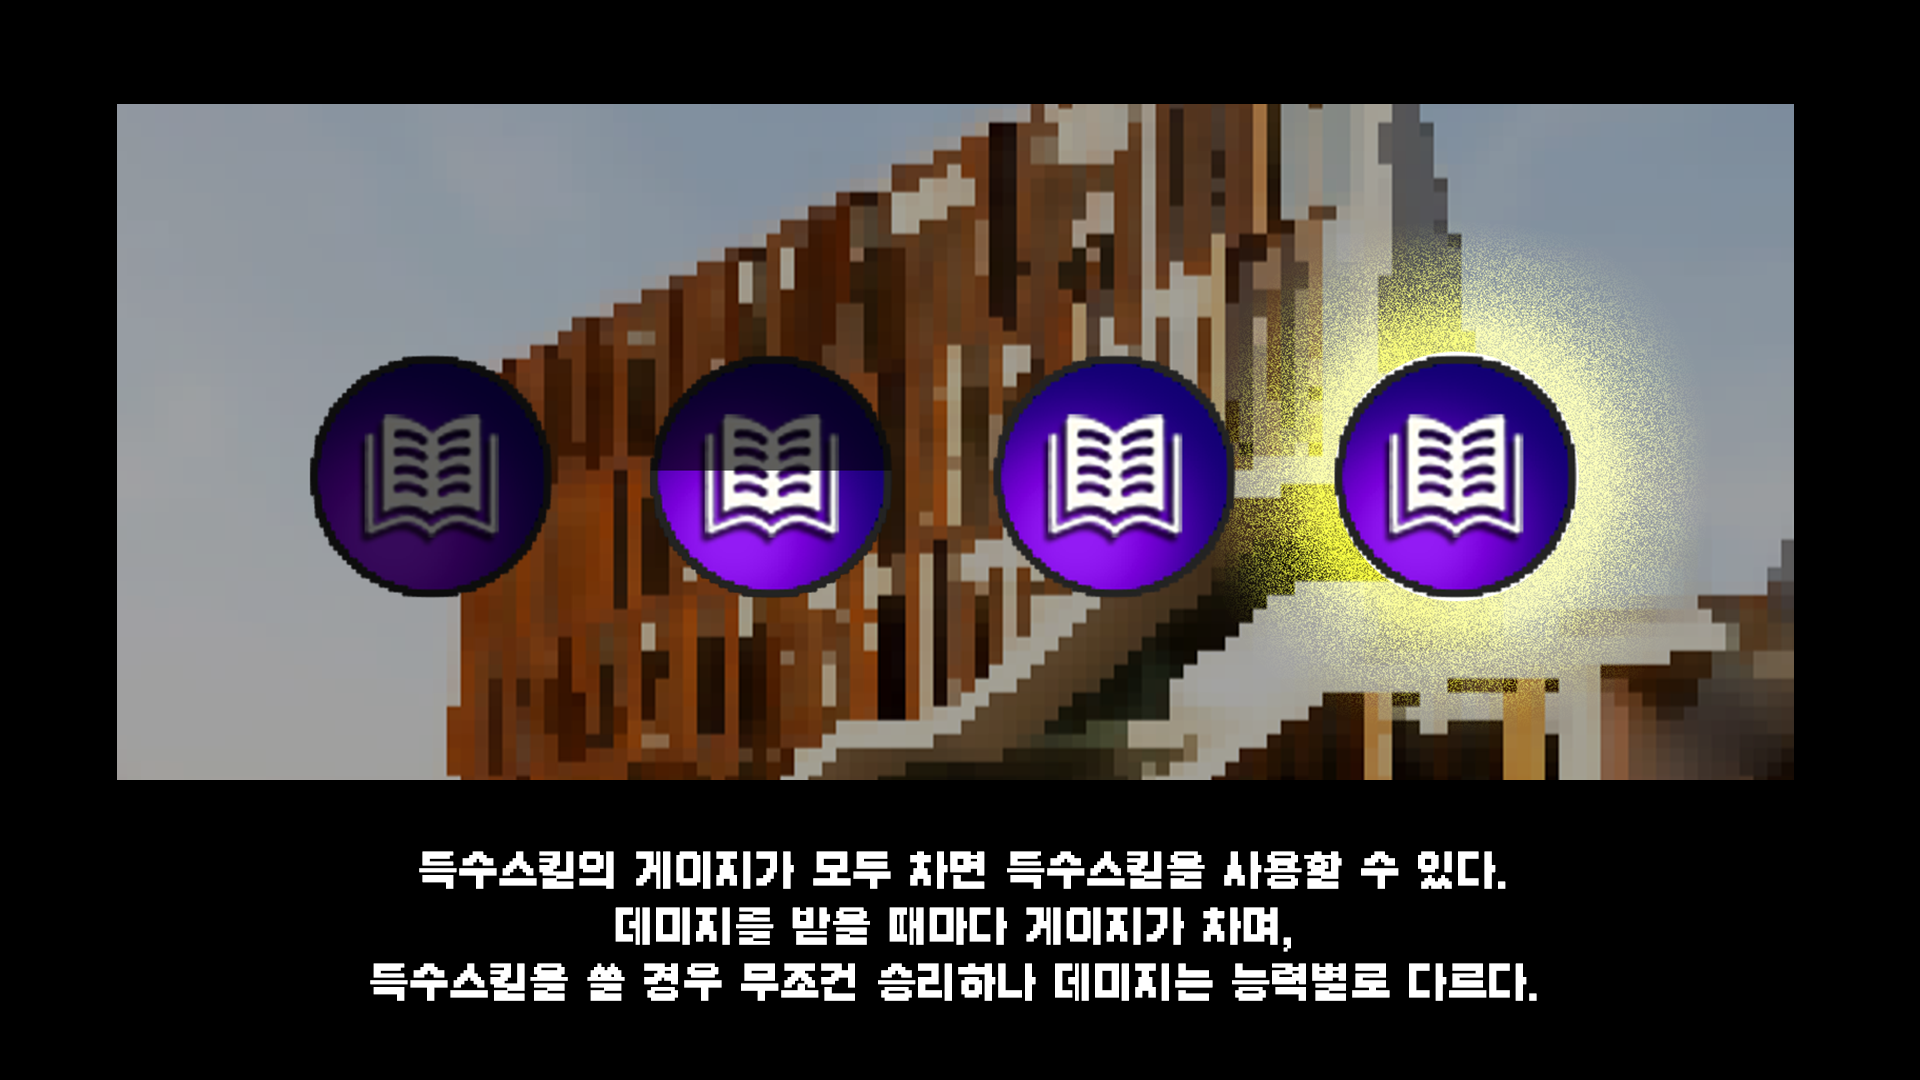 득수스킬의 게이지가 모두 차면 득수스킬을 사용할 수 있다.
데미지를 받을 때마다 게이지가 차며,
득수스킬을 쓸 경우 무조건 승리하나 데미지는 능력별로 다르다.